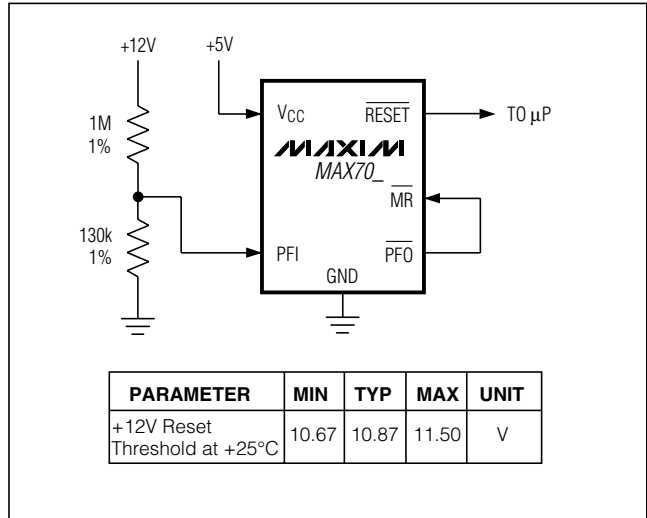 +12V
+5V
1M
1%
130k
1%
VCC
RESET
TO μP
MAXIM
MAX70_
MR
PFI
PFO
GND
PARAMETER MIN TYP MAX UNIT
+12V Reset
Threshold at +25°C 10.67 10.87 11.50 V